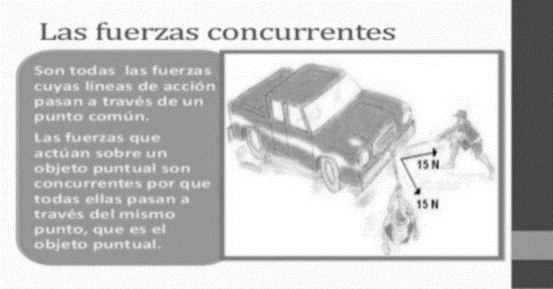 Las fuerzas concurrentes
Son todas las fuerzas
cuyas líneas de acción
pasan a través de un
punto común.
Las fuerzas que
actúan sobre un
objeto puntual son
concurrentes por que
todas ellas pasan a
través del mismo
punto, que es el
objeto puntual.
15 N
15 N